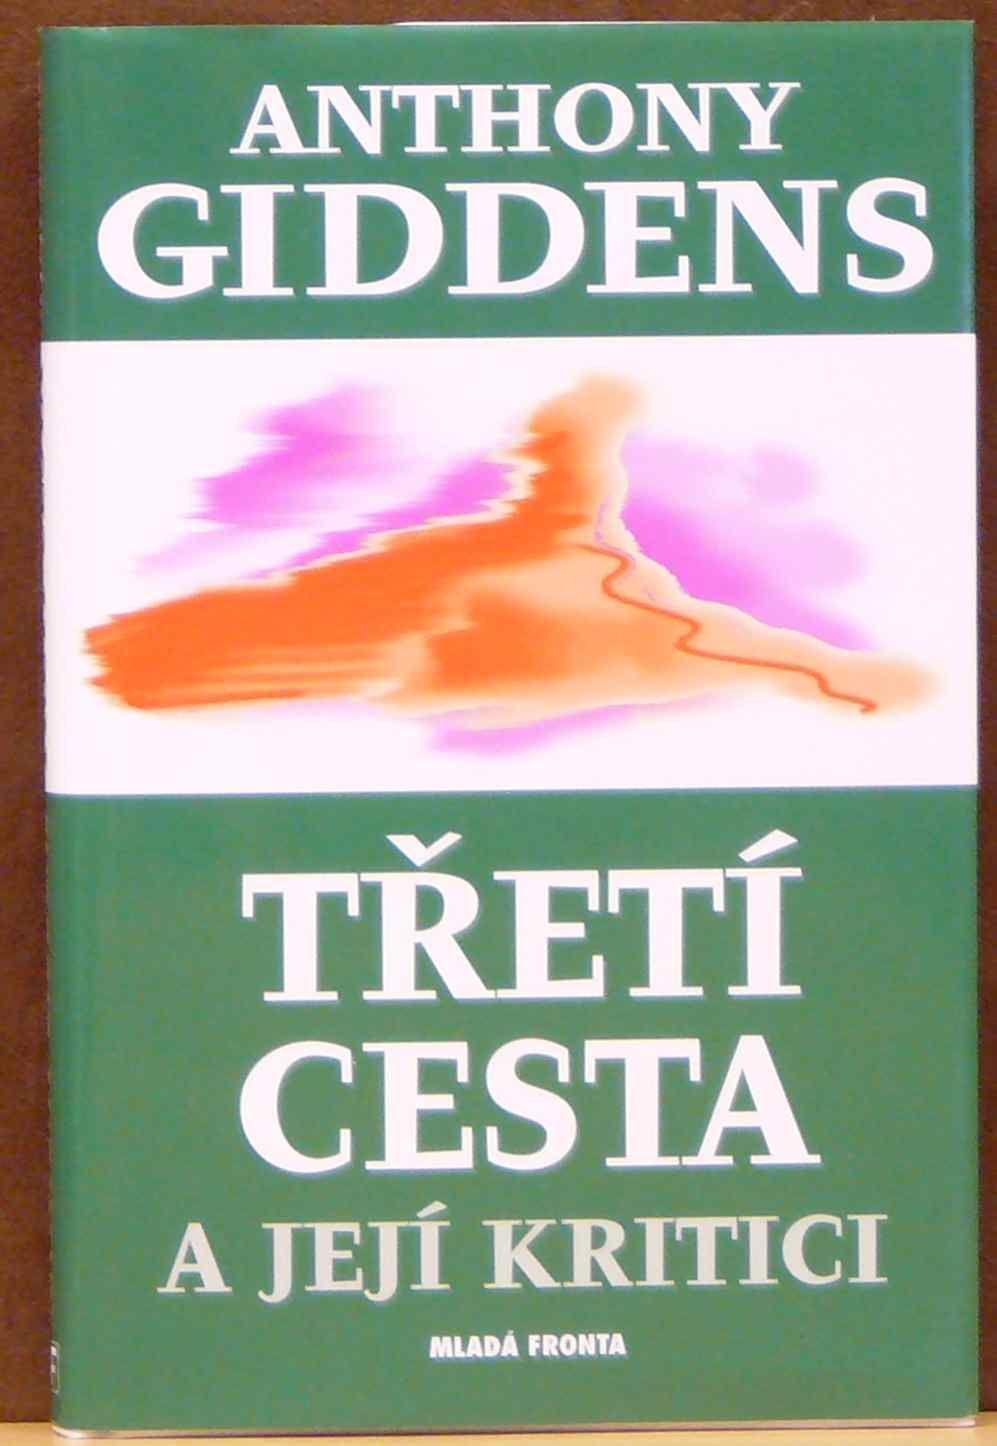 ANTHONY
GIDDENS
TŘETÍ
CESTA
A JEJÍ KRITICI
MLADÁ FRONTA